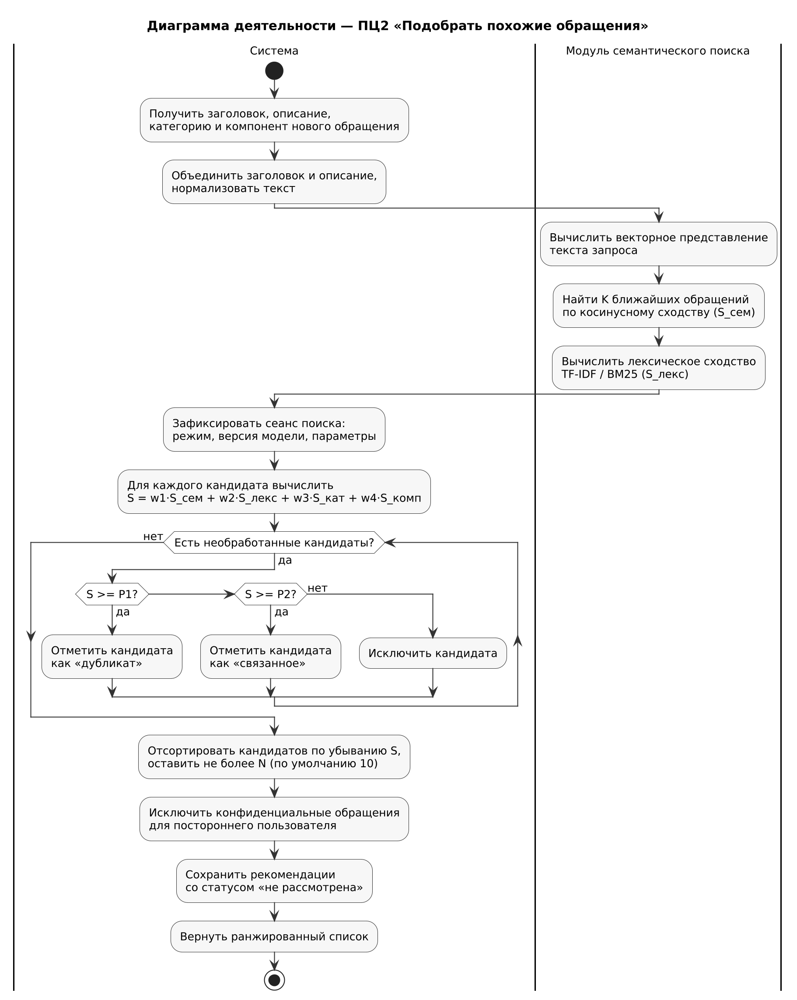 Диаграмма деятельности — ПЦ2 «Подобрать похожие обращения»
Система
Модуль семантического поиска
Получить заголовок, описание,
категорию и компонент нового обращения
Объединить заголовок и описание,
нормализовать текст
Вычислить векторное представление
текста запроса
Найти K ближайших обращений
по косинусному сходству (S_сем)
Вычислить лексическое сходство
TF-IDF / BM25 (S_лекс)
Зафиксировать сеанс поиска:
режим, версия модели, параметры
Для каждого кандидата вычислить
S = w1·S_сем + w2·S_лекс + w3·S_кат + w4·S_комп
нет
Есть необработанные кандидаты?
да
S >= P1?
S >= P2?
нет
да
да
Отметить кандидата
как «дубликат»
Отметить кандидата
как «связанное»
Исключить кандидата
Отсортировать кандидатов по убыванию S,
оставить не более N (по умолчанию 10)
Исключить конфиденциальные обращения
для постороннего пользователя
Сохранить рекомендации
со статусом «не рассмотрена»
Вернуть ранжированный список